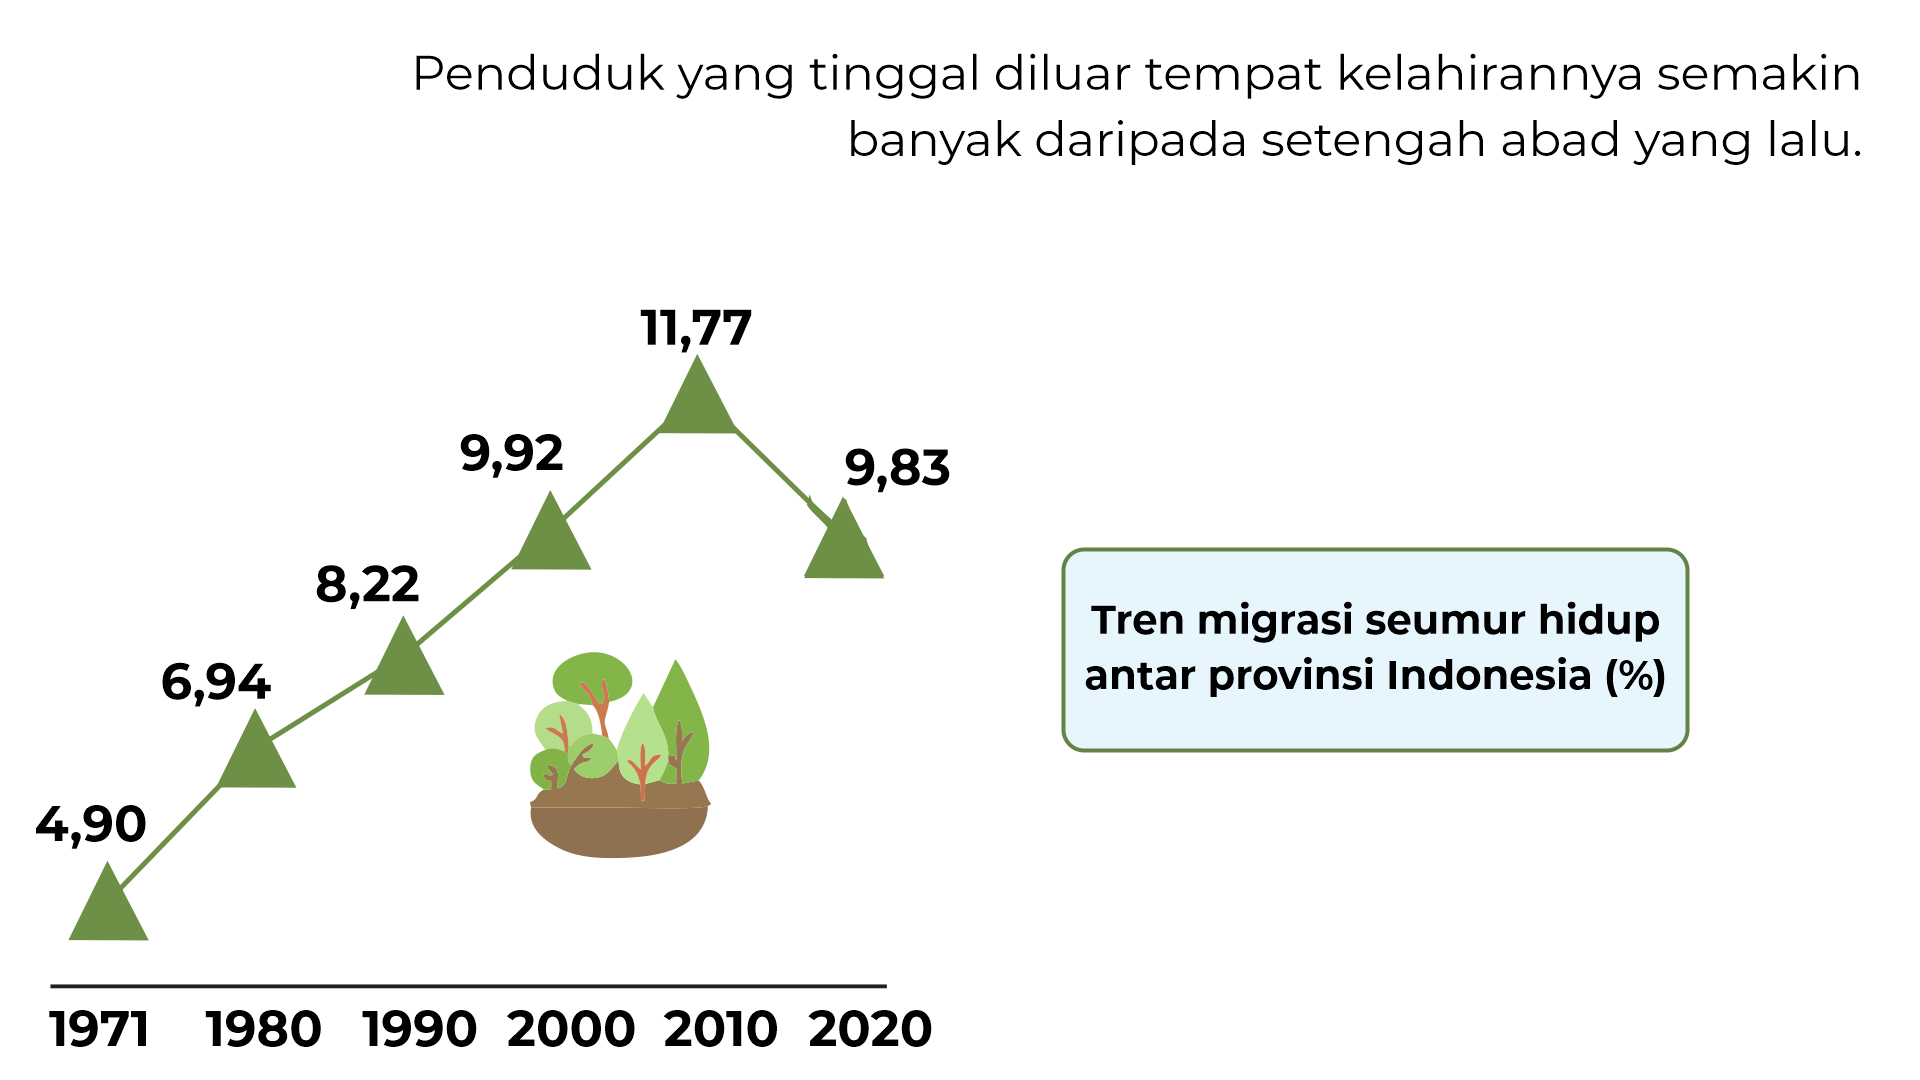 Penduduk yang tinggal diluar tempat kelahirannya semakin
banyak daripada setengah abad yang lalu.
11,77
9,92
9,83
8,22
6,94
4,90
Tren migrasi seumur hidup
antar provinsi Indonesia (%)
1971 1980 1990 2000 2010 2020